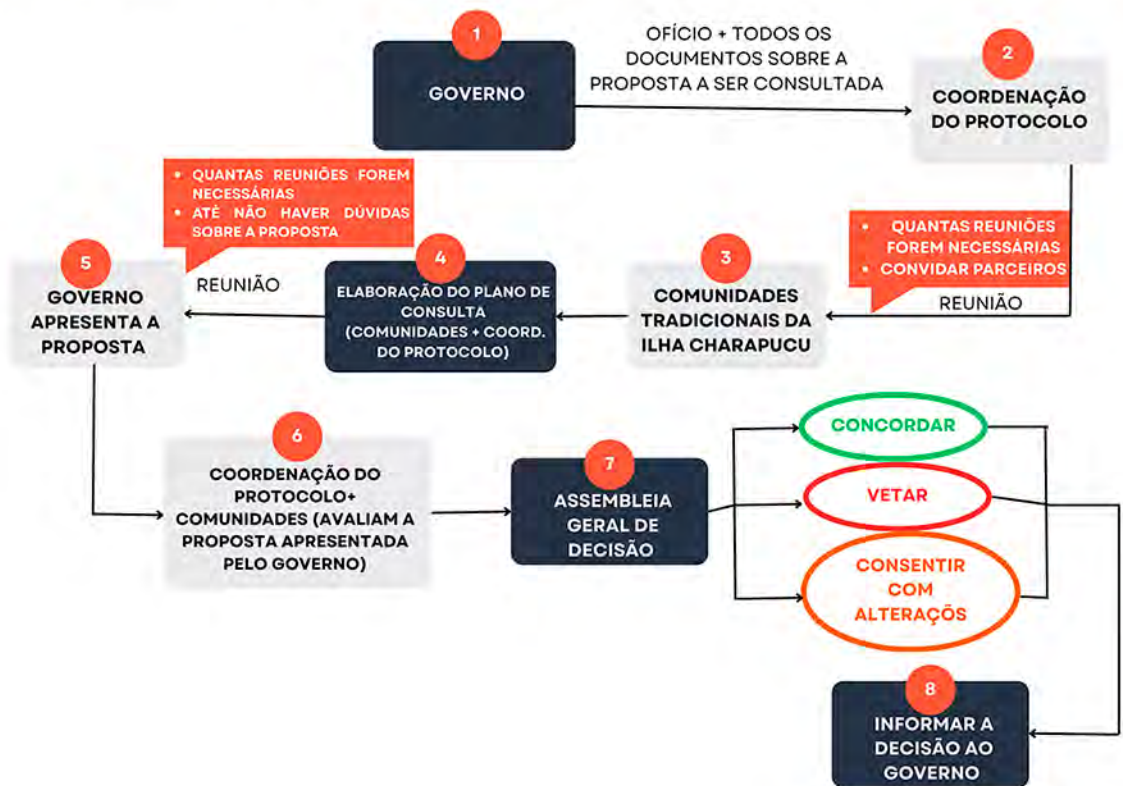 1
GOVERNO
OFÍCIO + TODOS OS
DOCUMENTOS SOBRE A
PROPOSTA A SER CONSULTADA
2
COORDENAÇÃO
DO PROTOCOLO
• QUANTAS REUNIÕES FOREM
NECESSÁRIAS
• CONVIDAR PARCEIROS
REUNIÃO
3
COMUNIDADES
TRADICIONAIS DA
ILHA CHARAPUCU
4
ELABORAÇÃO DO PLANO DE
CONSULTA
(COMUNIDADES + COORD.
DO PROTOCOLO)
• QUANTAS REUNIÕES FOREM
NECESSÁRIAS
• ATÉ NÃO HAVER DÚVIDAS
SOBRE A PROPOSTA
REUNIÃO
5
GOVERNO
APRESENTA A
PROPOSTA
6
COORDENAÇÃO DO
PROTOCOLO+
COMUNIDADES (AVALIAM A
PROPOSTA APRESENTADA
PELO GOVERNO)
7
ASSEMBLEIA
GERAL DE
DECISÃO
CONCORDAR
VETAR
CONSENTIR
COM
ALTERAÇÕS
8
INFORMAR A
DECISÃO AO
GOVERNO